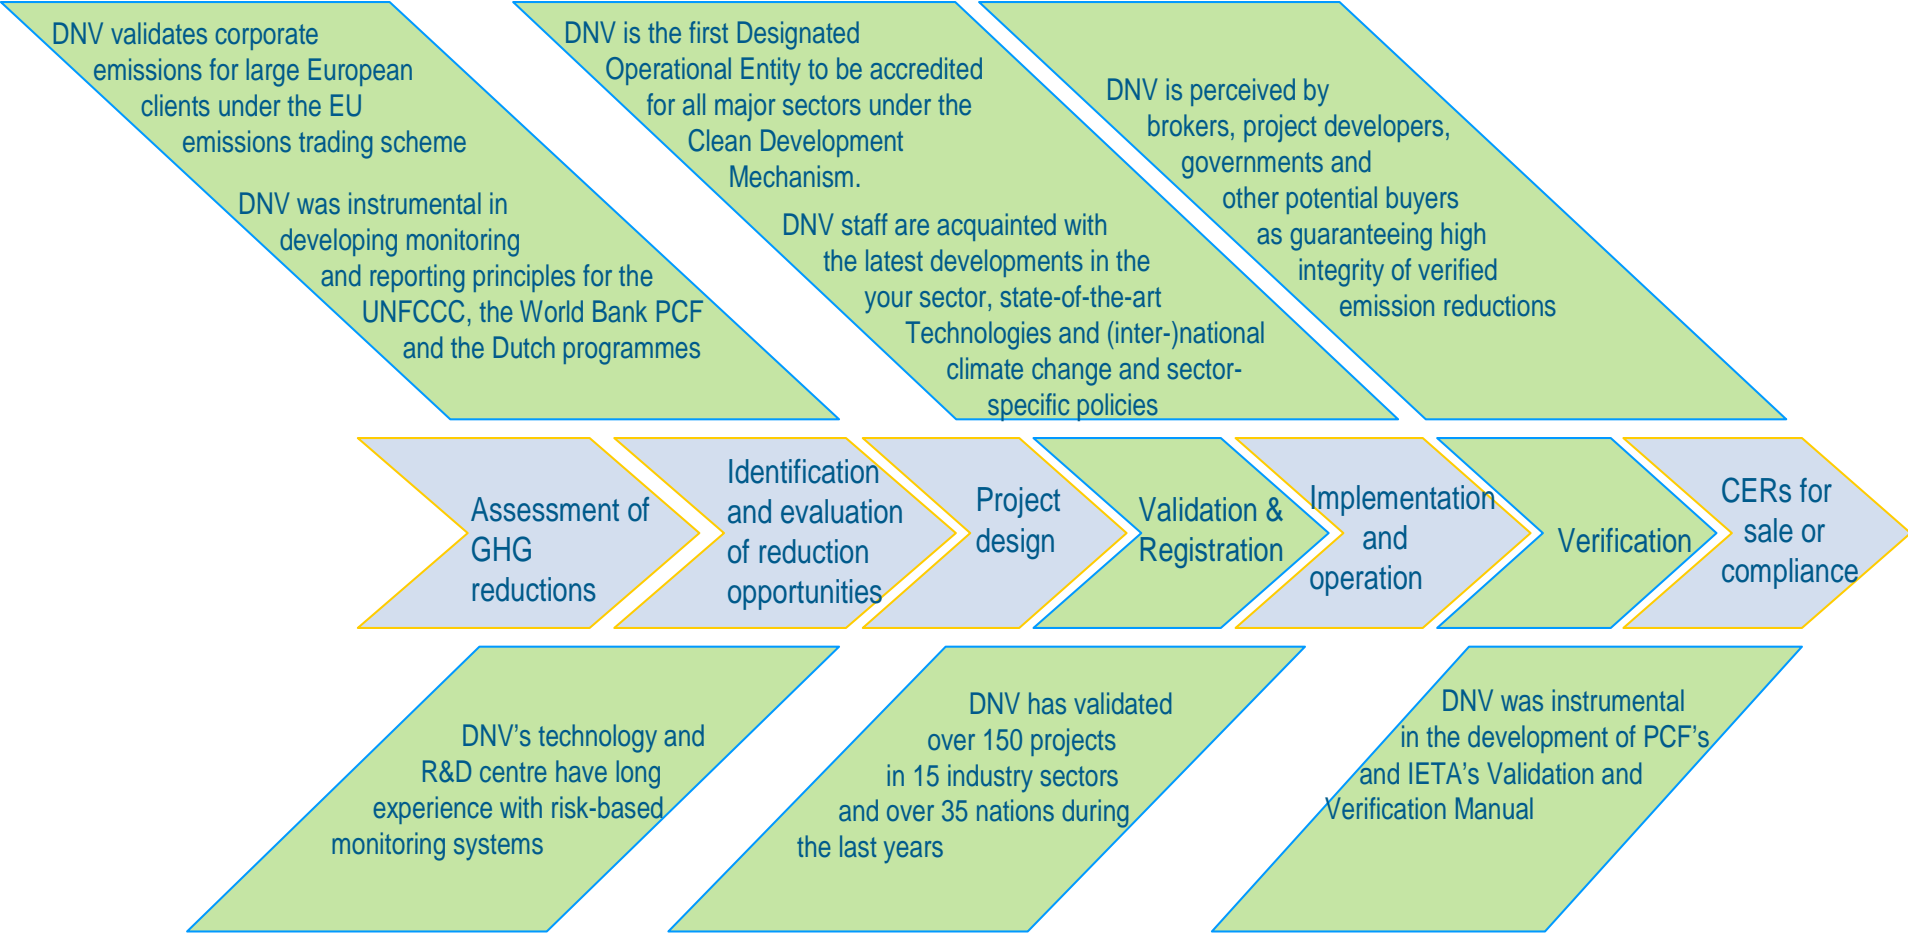 DNV validates corporate
emissions for large European
clients under the EU
emissions trading scheme
DNV was instrumental in
developing monitoring
and reporting principles for the
UNFCCC, the World Bank PCF
and the Dutch programmes
DNV is the first Designated
Operational Entity to be accredited
for all major sectors under the
Clean Development
Mechanism.
DNV staff are acquainted with
the latest developments in the
your sector, state-of-the-art
Technologies and (inter-)national
climate change and sector-
specific policies
DNV is perceived by
brokers, project developers,
governments and
other potential buyers
as guaranteeing high
integrity of verified
emission reductions
Assessment of
GHG
reductions
Identification
and evaluation
of reduction
opportunities
Project
design
Validation &
Registration
Implementation
and
operation
Verification
CERs for
sale or
compliance
DNV’s technology and
R&D centre have long
experience with risk-based
monitoring systems
DNV has validated
over 150 projects
in 15 industry sectors
and over 35 nations during
the last years
DNV was instrumental
in the development of PCF’s
and IETA’s Validation and
Verification Manual